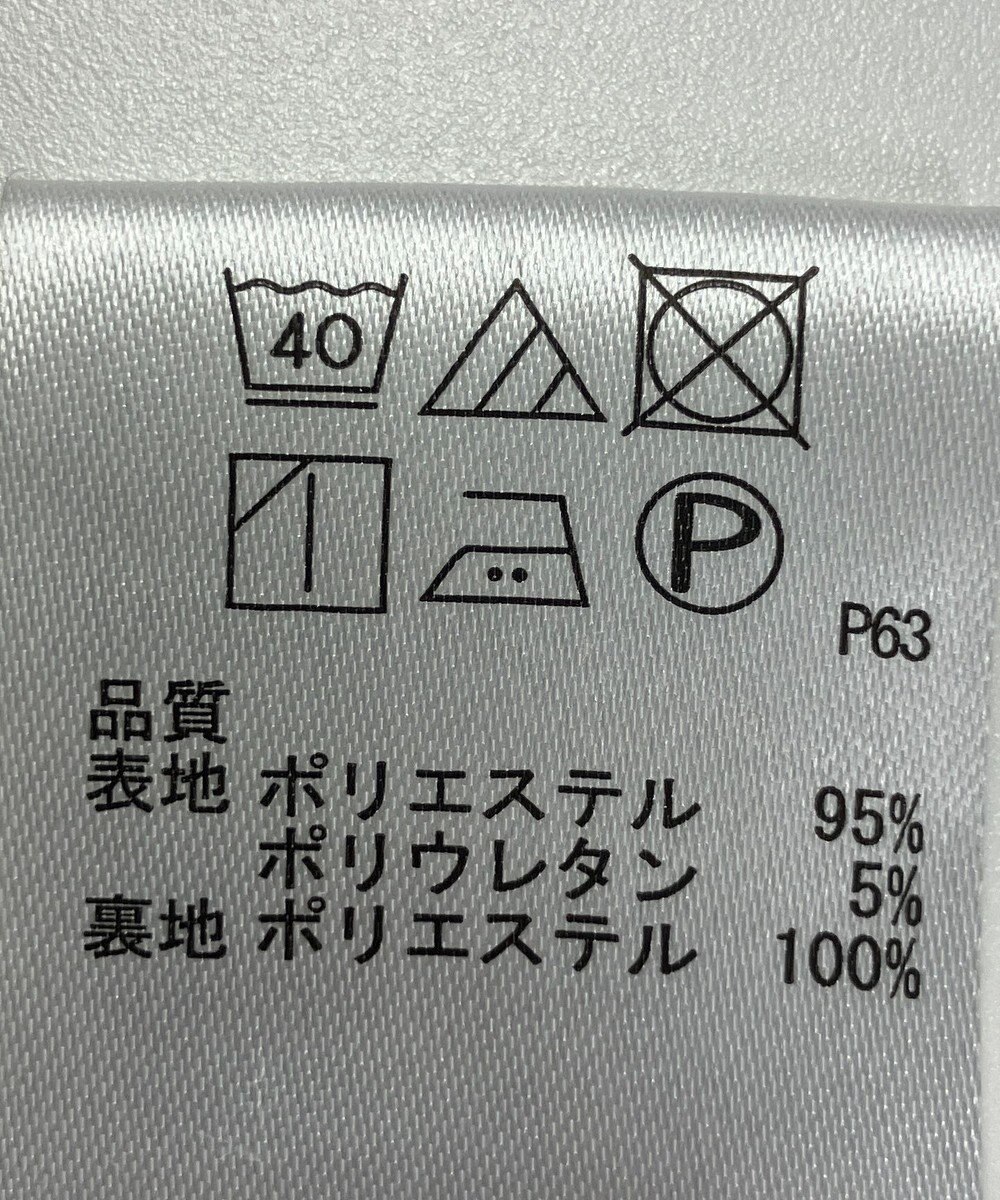 40
P
P63
品質
表地 ポリエステル 95%
ポリウレタン 5%
裏地 ポリエステル 100%